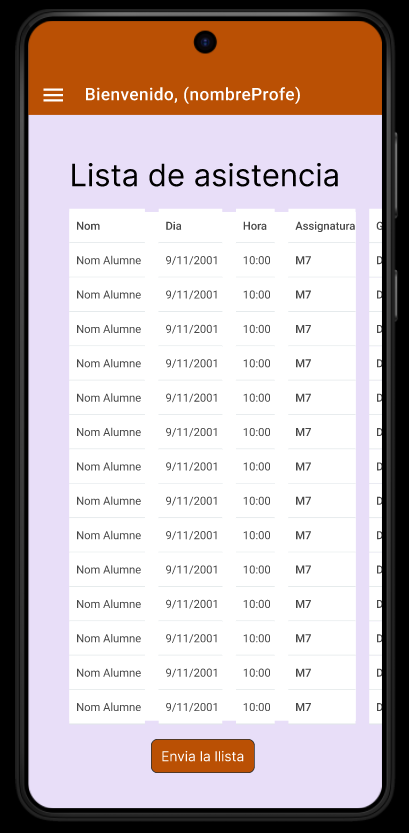 Bienvenido, (nombreProfe)
Lista de asistencia
Nom Dia Hora Assignatura G
Nom Alumne 9/11/2001 10:00 M7 D
Nom Alumne 9/11/2001 10:00 M7 D
Nom Alumne 9/11/2001 10:00 M7 D
Nom Alumne 9/11/2001 10:00 M7 D
Nom Alumne 9/11/2001 10:00 M7 D
Nom Alumne 9/11/2001 10:00 M7 D
Nom Alumne 9/11/2001 10:00 M7 D
Nom Alumne 9/11/2001 10:00 M7 D
Nom Alumne 9/11/2001 10:00 M7 D
Nom Alumne 9/11/2001 10:00 M7 D
Nom Alumne 9/11/2001 10:00 M7 D
Nom Alumne 9/11/2001 10:00 M7 D
Nom Alumne 9/11/2001 10:00 M7 D
Nom Alumne 9/11/2001 10:00 M7 D
Envia la llista